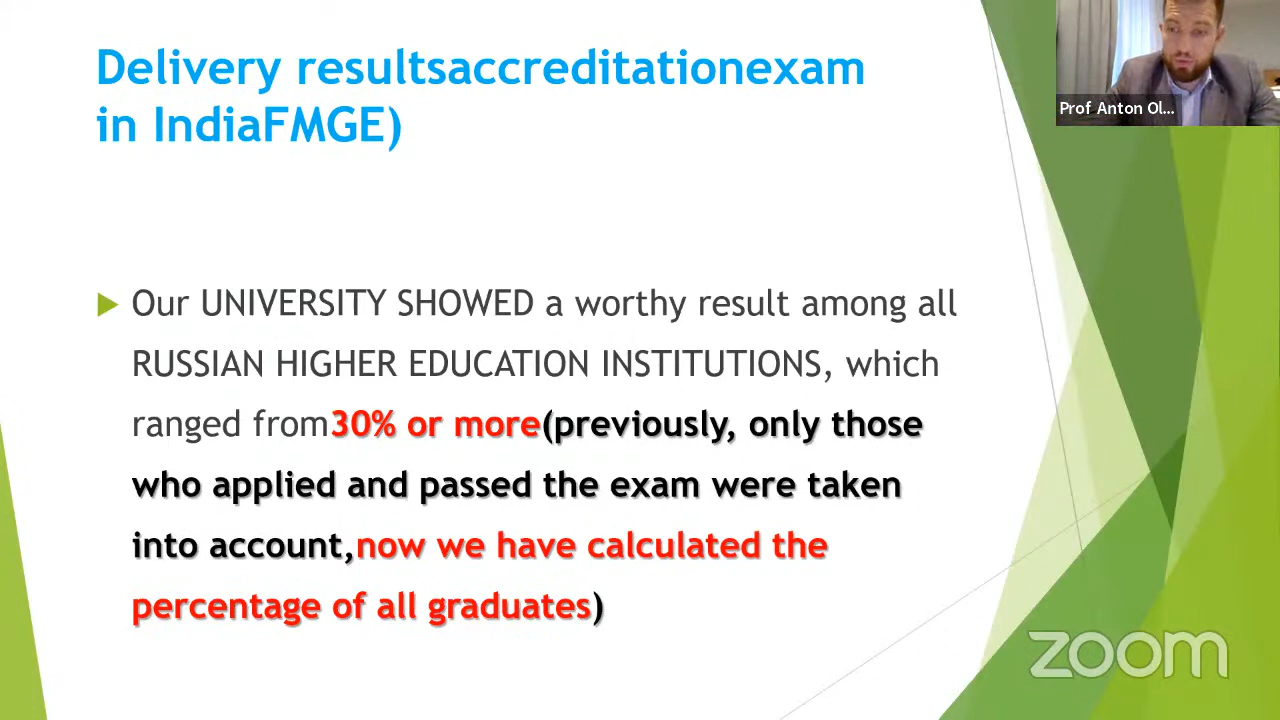 Delivery resultsaccreditationexam
in IndiaFMGE)
Prof Anton Ol...
Our UNIVERSITY SHOWED a worthy result among all
RUSSIAN HIGHER EDUCATION INSTITUTIONS, which
ranged from30% or more(previously, only those
who applied and passed the exam were taken
into account,now we have calculated the
percentage of all graduates)
zoom